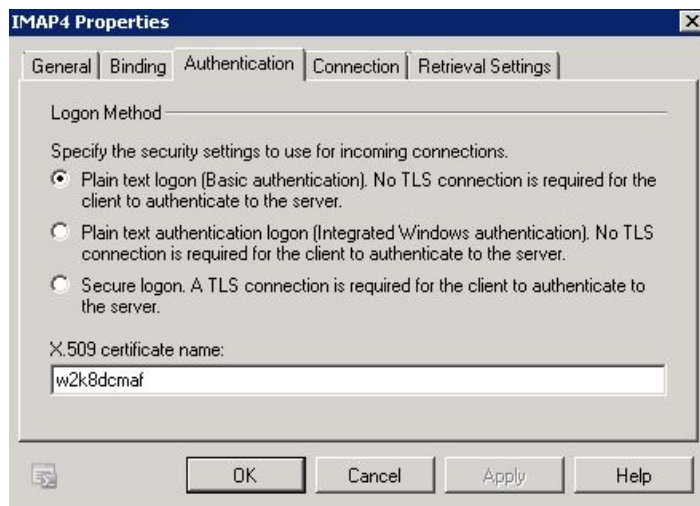 IMAP4 Properties
General Binding Authentication Connection Retrieval Settings
Logon Method
Specify the security settings to use for incoming connections.
Plain text logon (Basic authentication). No TLS connection is required for the
client to authenticate to the server.
Plain text authentication logon (Integrated Windows authentication). No TLS
connection is required for the client to authenticate to the server.
Secure logon. A TLS connection is required for the client to authenticate to
the server.
X.509 certificate name:
w2k8dcmaf
OK Cancel Apply Help